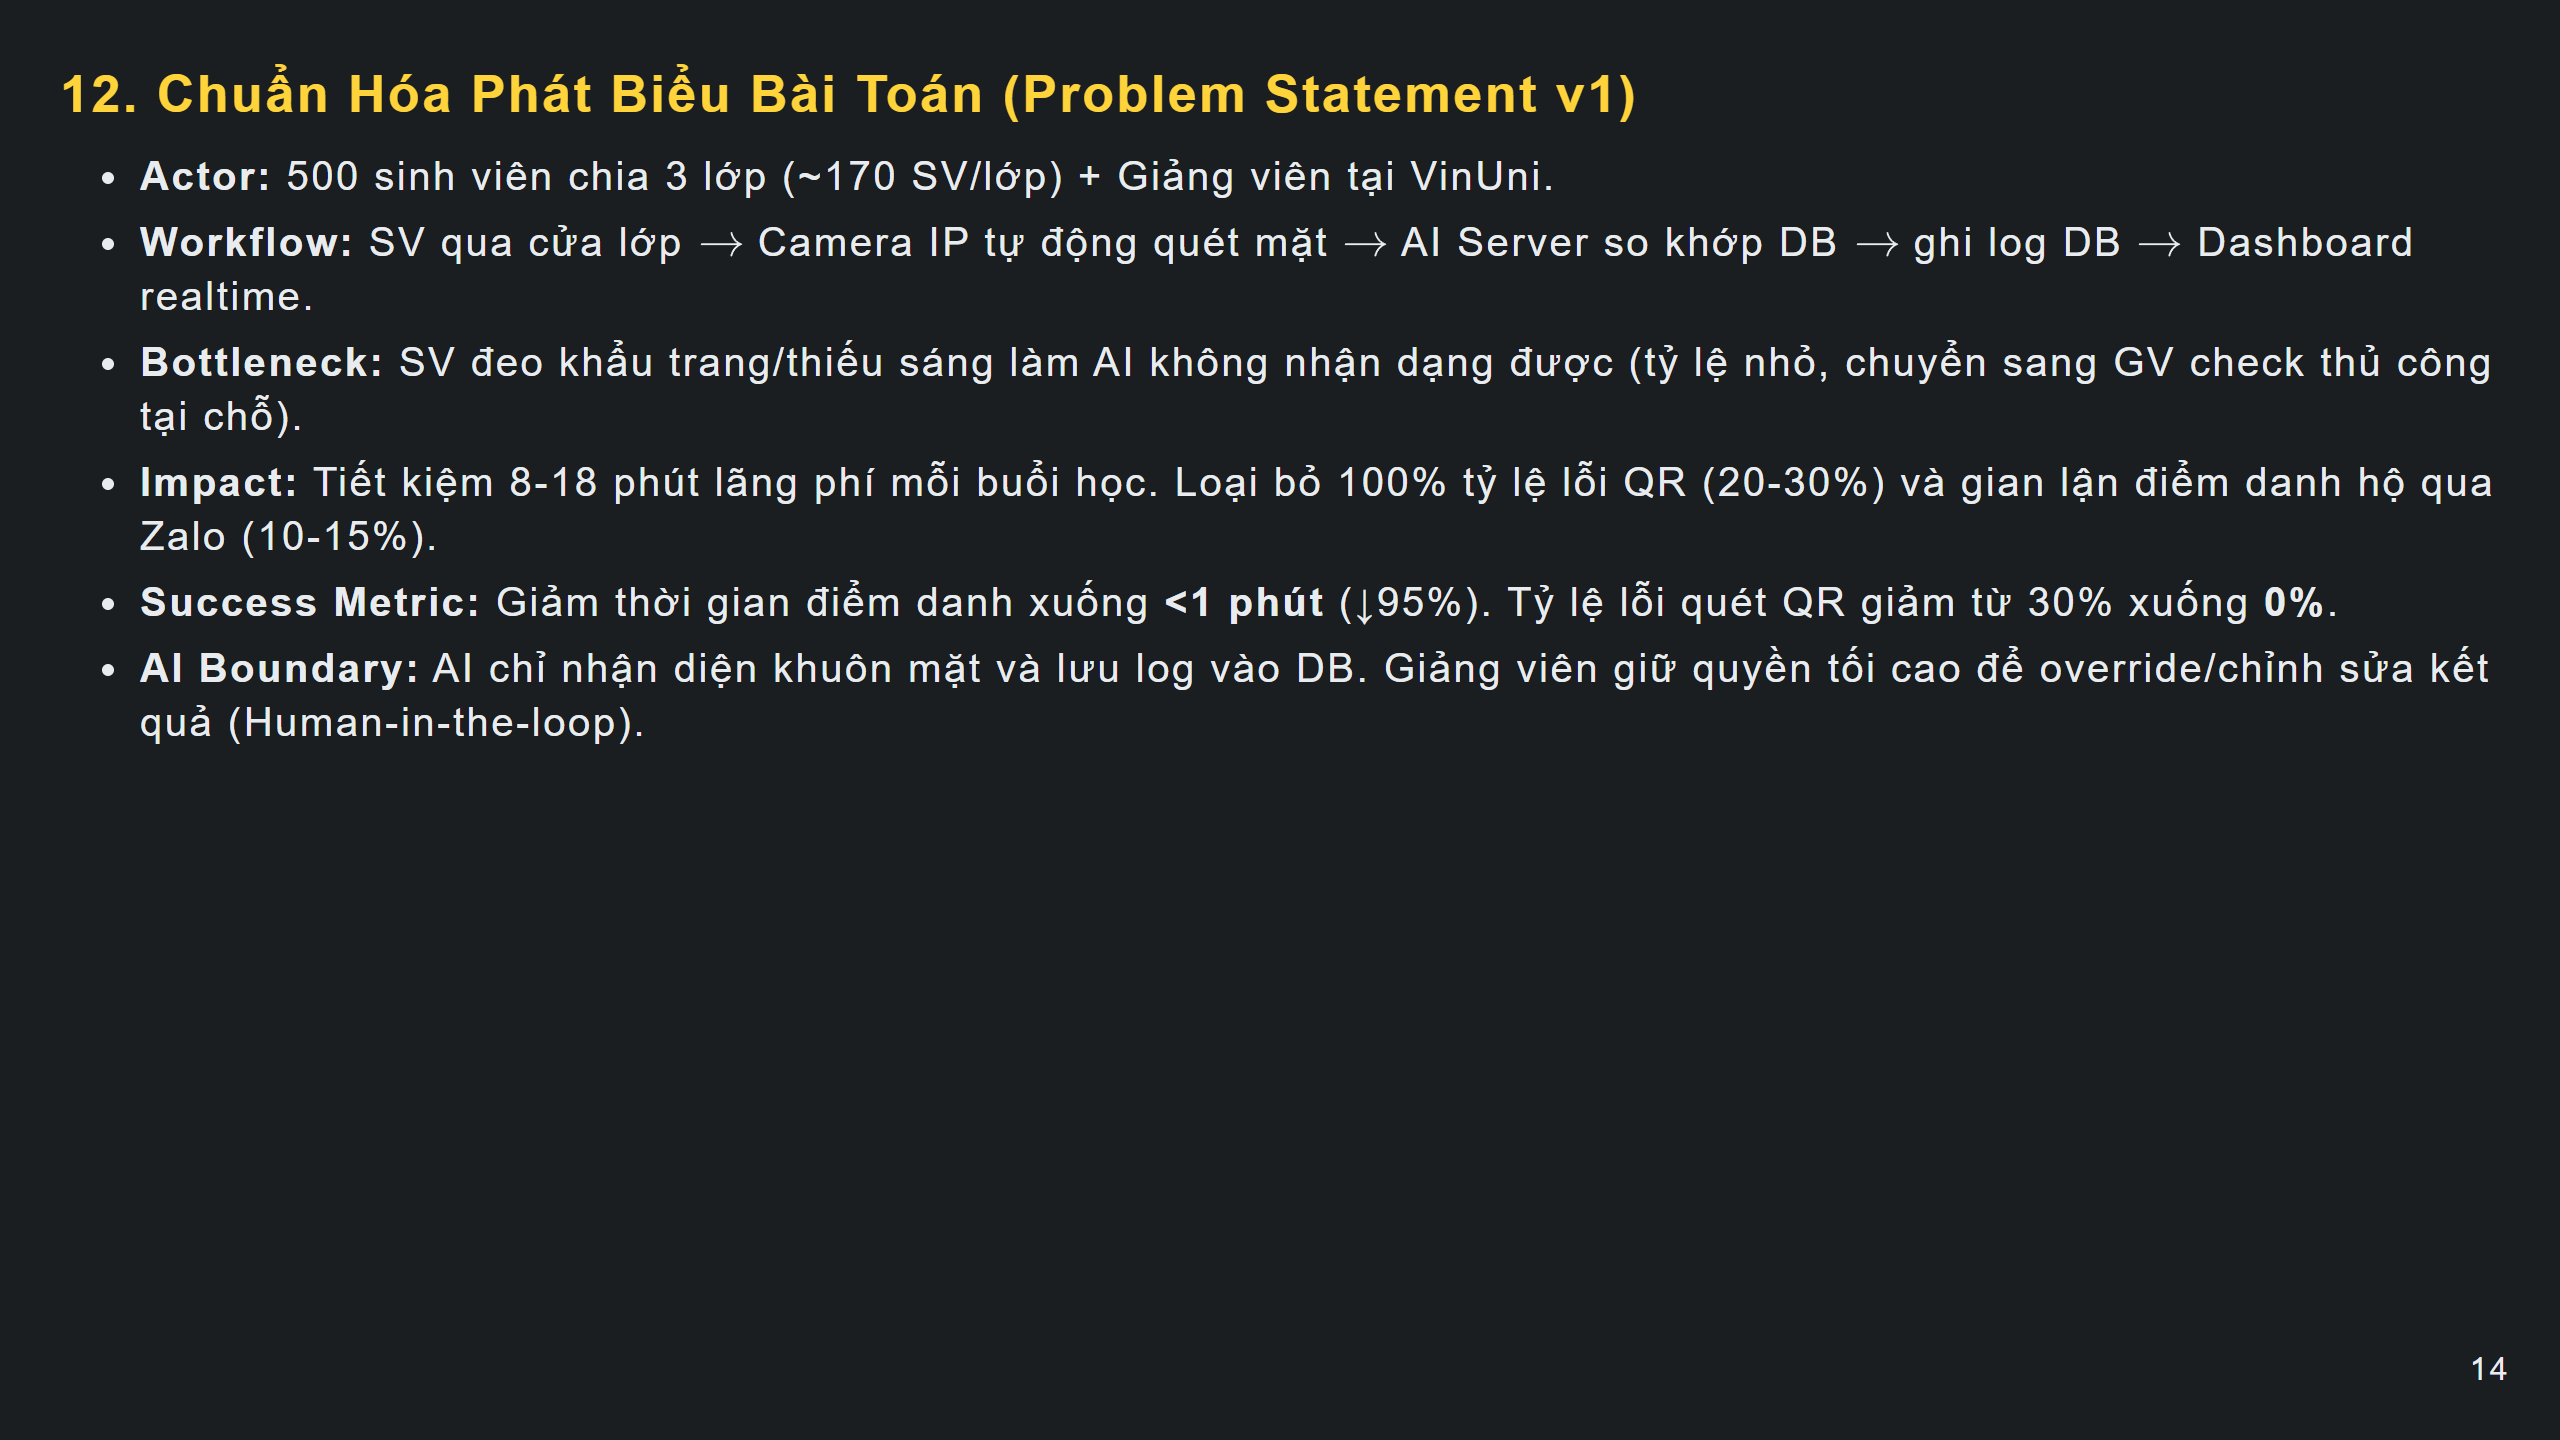 12. Chuẩn Hóa Phát Biểu Bài Toán (Problem Statement v1)
• Actor: 500 sinh viên chia 3 lớp (~170 SV/lớp) + Giảng viên tại VinUni.
• Workflow: SV qua cửa lớp → Camera IP tự động quét mặt → AI Server so khớp DB → ghi log DB → Dashboard
realtime.
• Bottleneck: SV đeo khẩu trang/thiếu sáng làm AI không nhận dạng được (tỷ lệ nhỏ, chuyển sang GV check thủ công
tại chỗ).
• Impact: Tiết kiệm 8-18 phút lãng phí mỗi buổi học. Loại bỏ 100% tỷ lệ lỗi QR (20-30%) và gian lận điểm danh hộ qua
Zalo (10-15%).
• Success Metric: Giảm thời gian điểm danh xuống <1 phút (↓95%). Tỷ lệ lỗi quét QR giảm từ 30% xuống 0%.
• AI Boundary: AI chỉ nhận diện khuôn mặt và lưu log vào DB. Giảng viên giữ quyền tối cao để override/chỉnh sửa kết
quả (Human-in-the-loop).
14